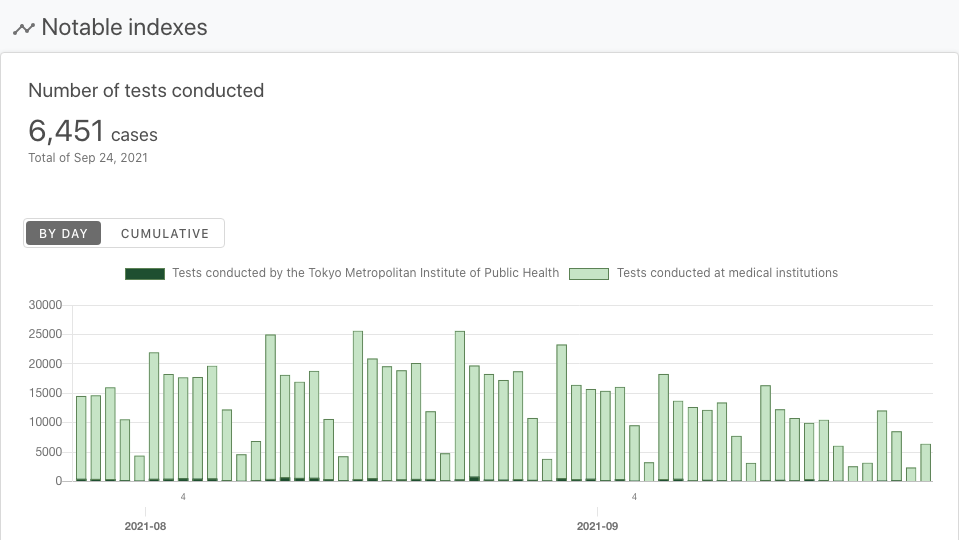 Notable indexes
Number of tests conducted
6,451 cases
Total of Sep 24, 2021
BY DAY CUMULATIVE
Tests conducted by the Tokyo Metropolitan Institute of Public Health Tests conducted at medical institutions
30000
25000
20000
15000
10000
5000
0
4 4
2021-08 2021-09